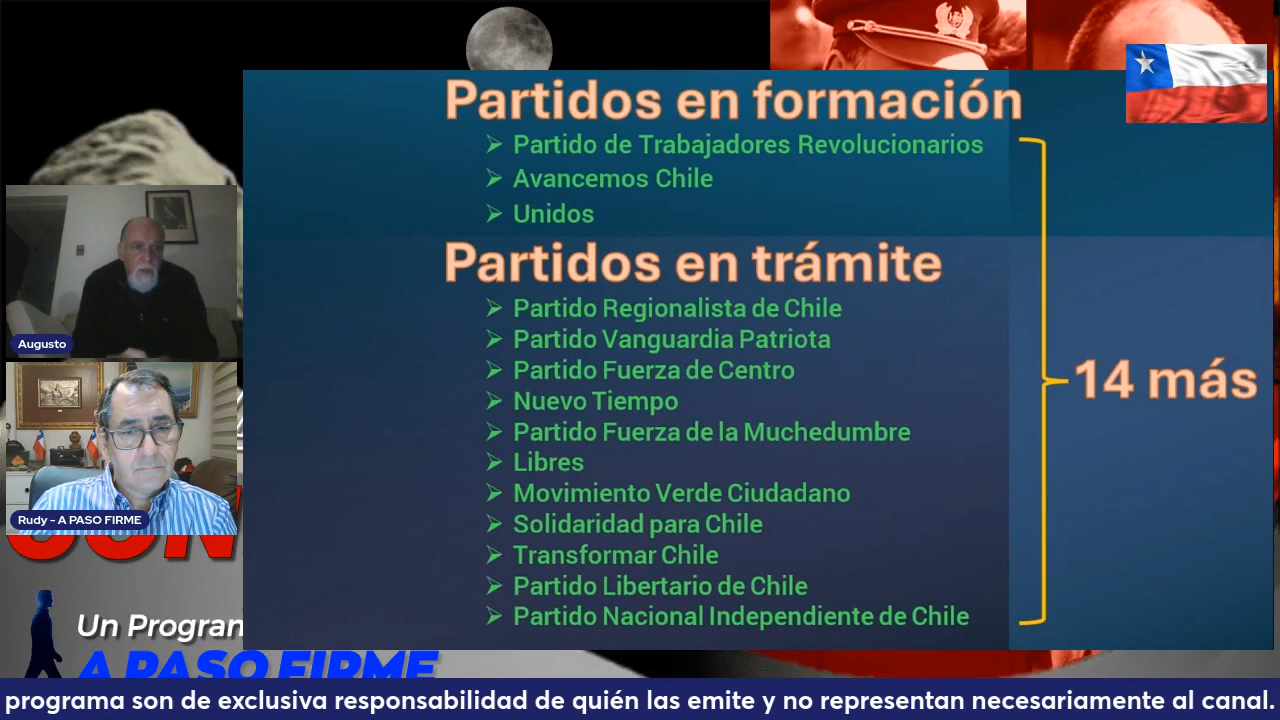 Partidos en formación
Partido de Trabajadores Revolucionarios
Avancemos Chile
Unidos
Partidos en trámite
Partido Regionalista de Chile
Partido Vanguardia Patriota
Partido Fuerza de Centro
Nuevo Tiempo
Partido Fuerza de la Muchedumbre
Libres
Movimiento Verde Ciudadano
Solidaridad para Chile
Transformar Chile
Partido Libertario de Chile
Partido Nacional Independiente de Chile
14 más
Augusto
Rudy - A PASO FIRME
Un Program
A PASO FIRME
programa son de exclusiva responsabilidad de quién las emite y no representan necesariamente al canal.